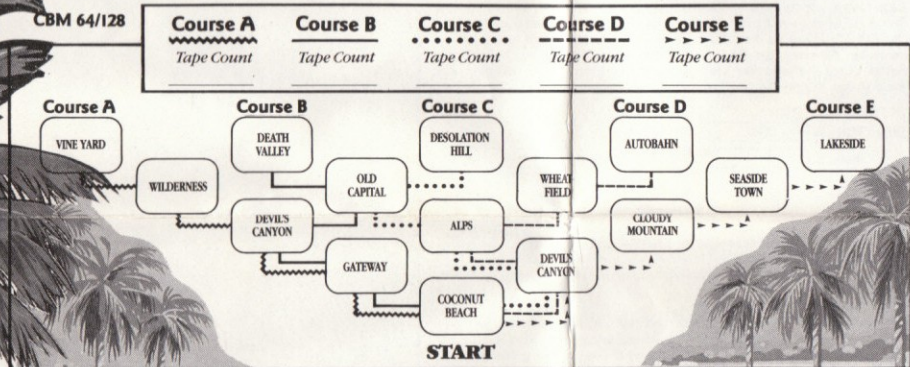 CBM 64/128
Course A Course B Course C Course D Course E
Tape Count Tape Count Tape Count Tape Count Tape Count
Course A Course B Course C Course D Course E
VINE YARD
DEATH
VALLEY
DESOLATION
HILL
AUTOBAHN
LAKESIDE
WILDERNESS
OLD
CAPITAL
WHEAT
FIELD
SEASIDE
TOWN
DEVIL'S
CANYON
ALPS
CLOUDY
MOUNTAIN
GATEWAY
DEVIL'S
CANYON
COCONUT
BEACH
START